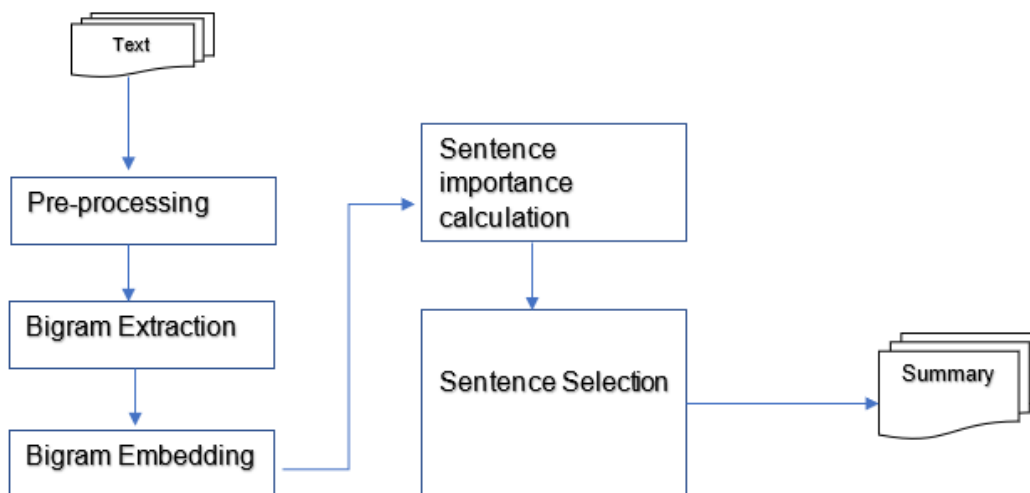 Text
Pre-processing
Bigram Extraction
Bigram Embedding
Sentence
importance
calculation
Sentence Selection
Summary